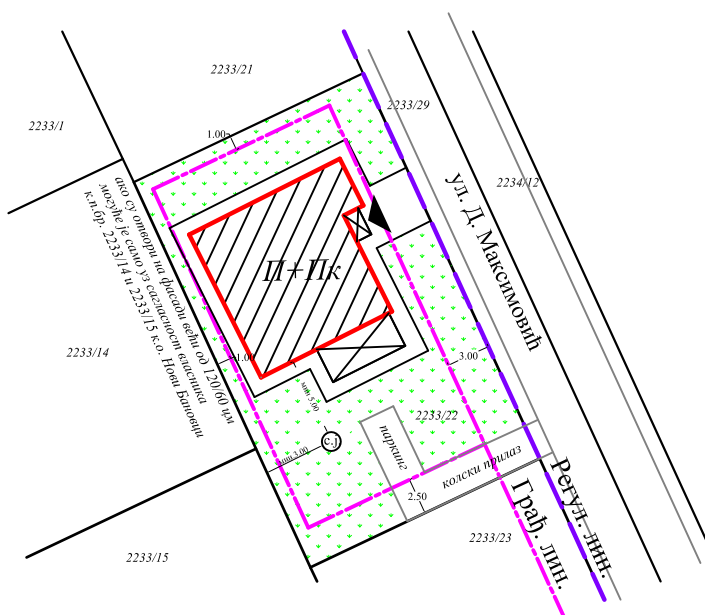 2233/21
2233/1
2233/29
1.00
2234/12
ул. Д. Максимовић
ако су отвори на фасади већи од 120/60 цм
могуће је само уз сагласност власника
к.п.бр. 2233/14 и 2233/15 к.о. Нови Бановци
П+Пк
2233/14
1.00
3.00
мин 5.00
2233/22
с.ј
мин 3.00
паркинг
колски прилаз
2.50
Регул. лин.
Грађ. лин.
2233/23
2233/15